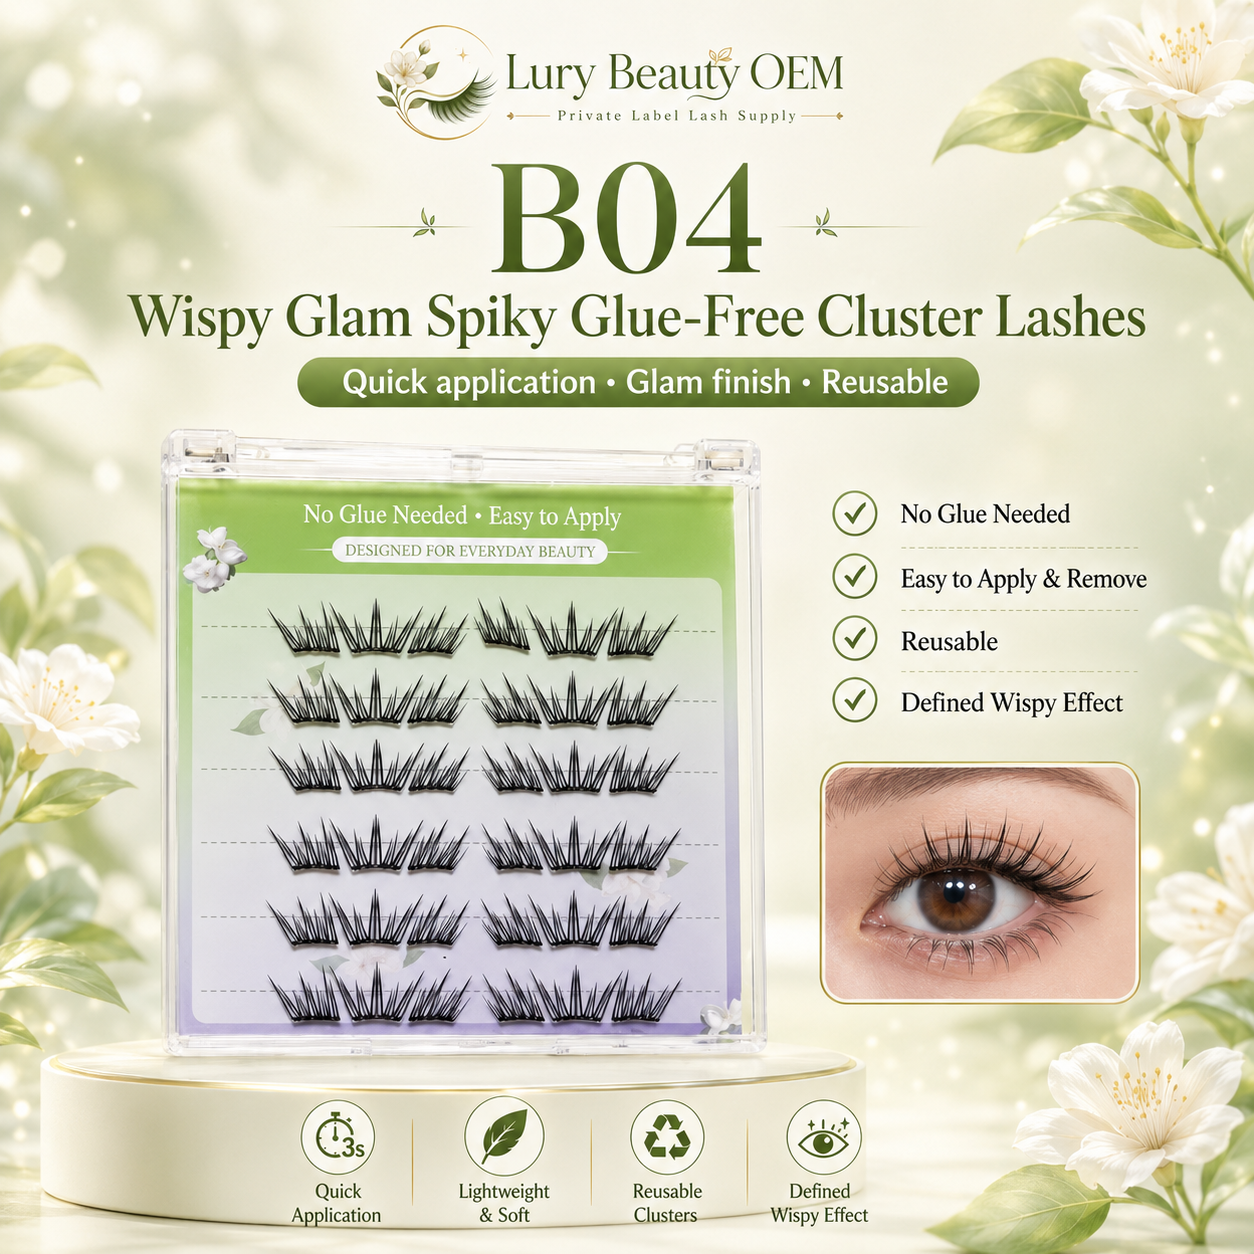 Lury Beauty OEM
Private Label Lash Supply
B04
Wispy Glam Spiky Glue-Free Cluster Lashes
Quick application • Glam finish • Reusable
No Glue Needed • Easy to Apply
DESIGNED FOR EVERYDAY BEAUTY
No Glue Needed
Easy to Apply & Remove
Reusable
Defined Wispy Effect
3s
Quick
Application
Lightweight
& Soft
Reusable
Clusters
Defined
Wispy Effect